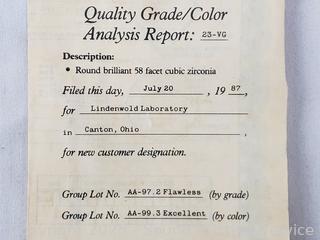 Quality Grade/Color
Analysis Report: 23-VG
Description:
• Round brilliant 58 facet cubic zirconia
Filed this day, July 20, 19 87,
for Lindenwold Laboratory
in Canton, Ohio,
for new customer designation.
Group Lot No. AA-97.2 Flawless (by grade)
Group Lot No. AA-99.3 Excellent (by color)